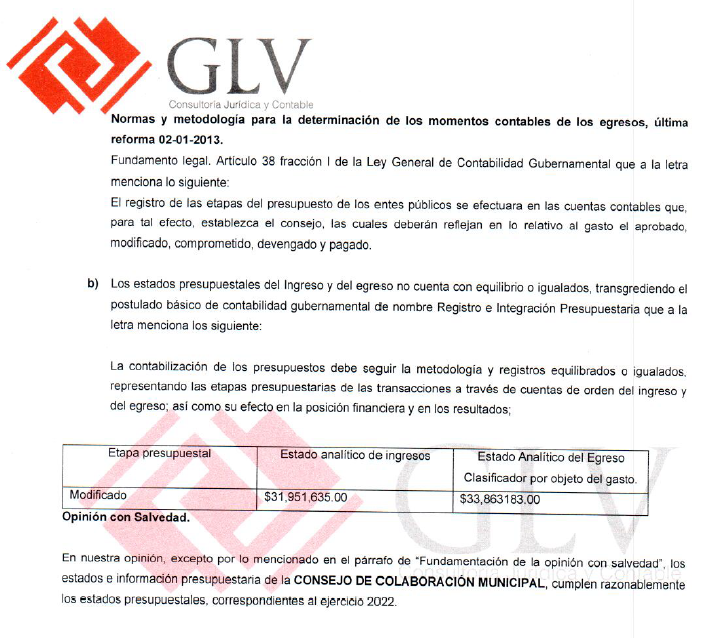 GLV
Consultoría Jurídica y Contable
Normas y metodología para la determinación de los momentos contables de los egresos, última
reforma 02-01-2013.
Fundamento legal. Artículo 38 fracción I de la Ley General de Contabilidad Gubernamental que a la letra
menciona lo siguiente:
El registro de las etapas del presupuesto de los entes públicos se efectuara en las cuentas contables que,
para tal efecto, establezca el consejo, las cuales deberán reflejan en lo relativo al gasto el aprobado,
modificado, comprometido, devengado y pagado.
b) Los estados presupuestales del Ingreso y del egreso no cuenta con equilibrio o igualados, transgrediendo el
postulado básico de contabilidad gubernamental de nombre Registro e Integración Presupuestaria que a la
letra menciona los siguiente:
La contabilización de los presupuestos debe seguir la metodología y registros equilibrados o igualados,
representando las etapas presupuestarias de las transacciones a través de cuentas de orden del ingreso y
del egreso; así como su efecto en la posición financiera y en los resultados;
Etapa presupuestal Estado analítico de ingresos Estado Analítico del Egreso
Clasificador por objeto del gasto.
Modificado $31,951,635.00 $33,863183.00
Opinión con Salvedad.
En nuestra opinión, excepto por lo mencionado en el párrafo de "Fundamentación de la opinión con salvedad", los
estados e información presupuestaria de la CONSEJO DE COLABORACIÓN MUNICIPAL, cumplen razonablemente
los estados presupuestales, correspondientes al ejercicio 2022.
GLV
Consultoría Jurídica y Contable